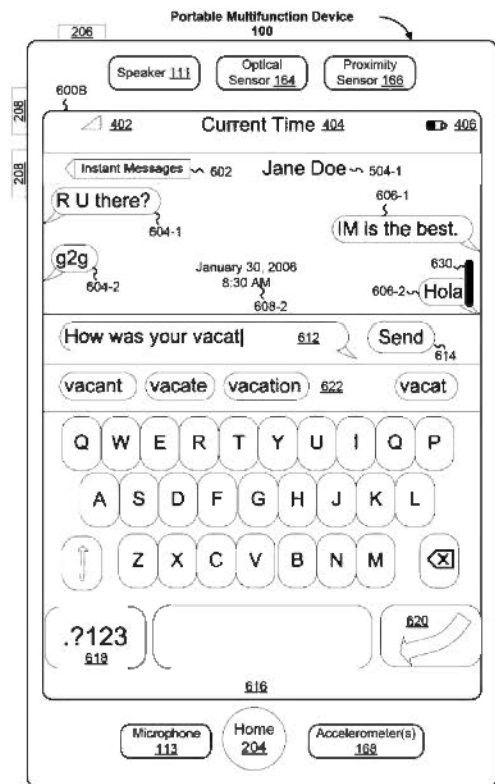 Portable Multifunction Device
100
206
Speaker 111
Optical Sensor 164
Proximity Sensor 166
208
600B
402
Current Time 404
406
208
Instant Messages
602
Jane Doe 504-1
R U there?
604-1
606-1
IM is the best.
g2g
604-2
January 30, 2006
8:30 AM
608-2
630
606-2
Hola
How was your vacat
612
Send
614
vacant
vacate
vacation
622
vacat
Q W E R T Y U I Q P
A S D F G H J K L
Z X C V B N M
.?123
618
620
616
Microphone 113
Home 204
Accelerometer(s) 168